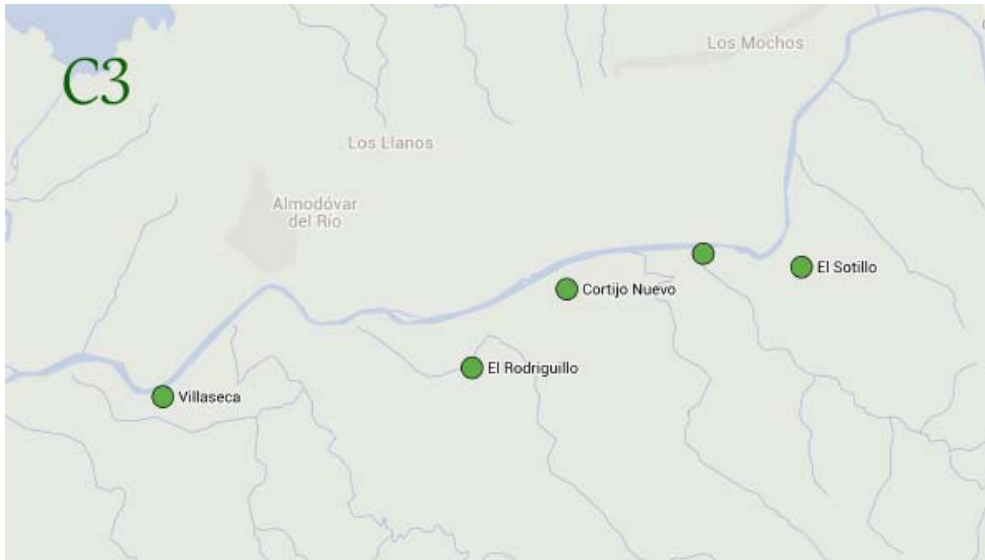 Los Mochos
C3
Los Llanos
Almodóvar
del Río
El Sotillo
Cortijo Nuevo
El Rodriguillo
Villaseca